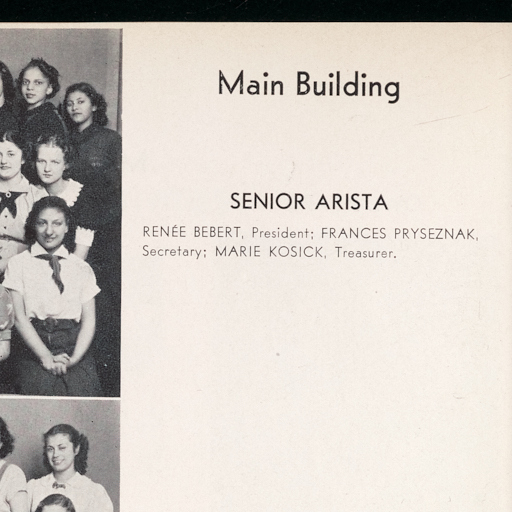 Main Building
SENIOR ARISTA
RENÉE BEBERT, President; FRANCES PRYSEZNAK,
Secretary; MARIE KOSICK, Treasurer.